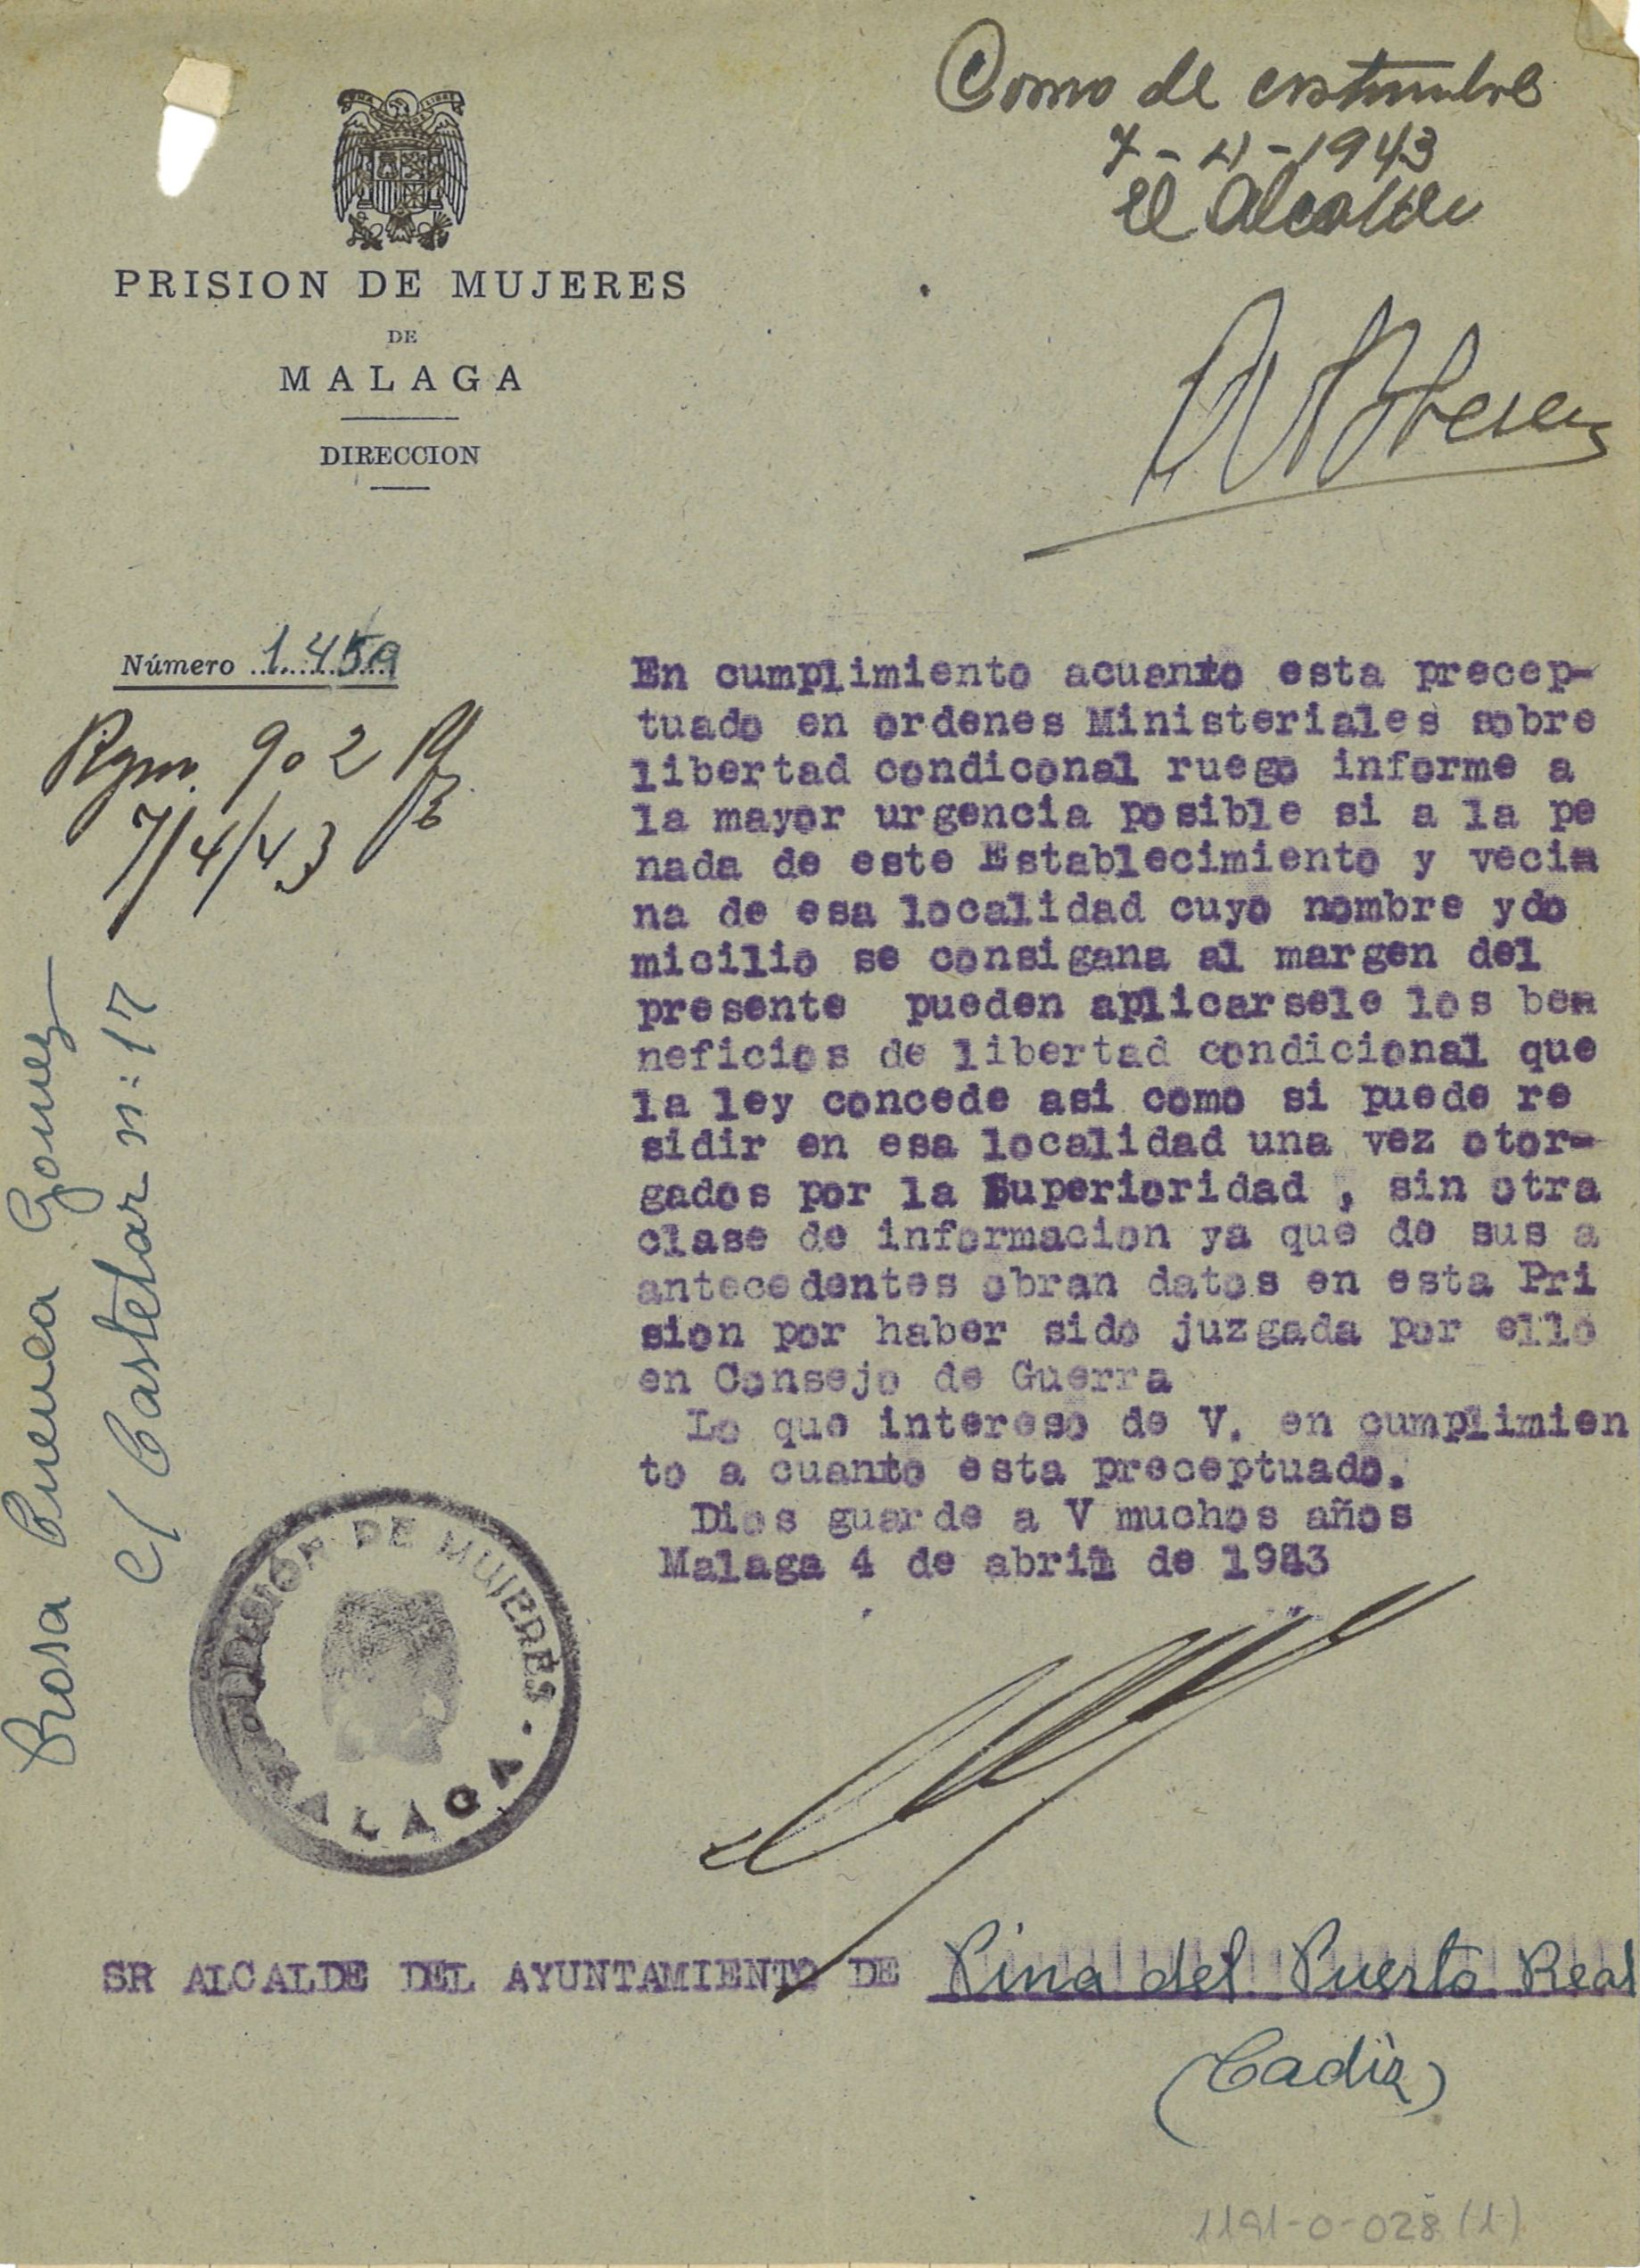 Como de costumbre
7-4-1943
El Alcalde
PRISION DE MUJERES
DE
MALAGA
DIRECCION
Número 1.459
902
7/4/43
Rosa Cuenca Gomez
C/ Castelar n: 17
En cumplimiento acuanto esta precep-
tuado en ordenes Ministeriales sobre
libertad condiconal ruego informe a
la mayor urgencia posible si a la pe
nada de este Establecimiento y vecin
na de esa localidad cuyo nombre ydo
micilio se consigana al margen del
presente pueden aplicarsele los ben
neficios de libertad condicional que
la ley concede asi como si puede re
sidir en esa localidad una vez otor-
gados por la Superioridad , sin otra
clase de informacion ya que de sus a
antecedentes obran datos en esta Pri
sion por haber sido juzgada por ello
en Consejo de Guerra
Lo que intereso de V. en cumplimien
to a cuanto esta preceptuado.
Dios guarde a V muchos años
Malaga 4 de abril de 1943
PRISION DE MUJERES · MALAGA
SR ALCALDE DEL AYUNTAMIENTO DE Pina del Puerto Real
(Cadiz)
1191-0-028 (1)